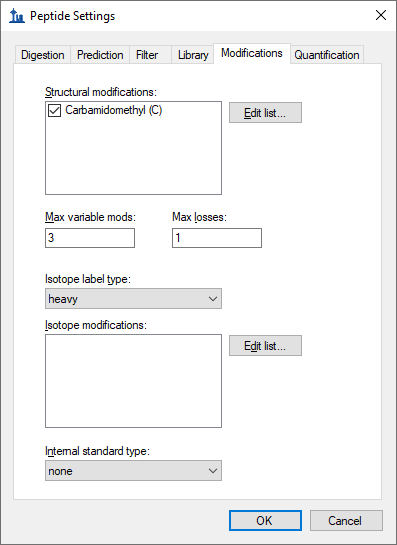 Peptide Settings
Digestion Prediction Filter Library Modifications Quantification
Structural modifications:
Carbamidomethyl (C)
Edit list...
Max variable mods: Max losses:
3 1
Isotope label type:
heavy
Isotope modifications:
Edit list...
Internal standard type:
none
OK Cancel